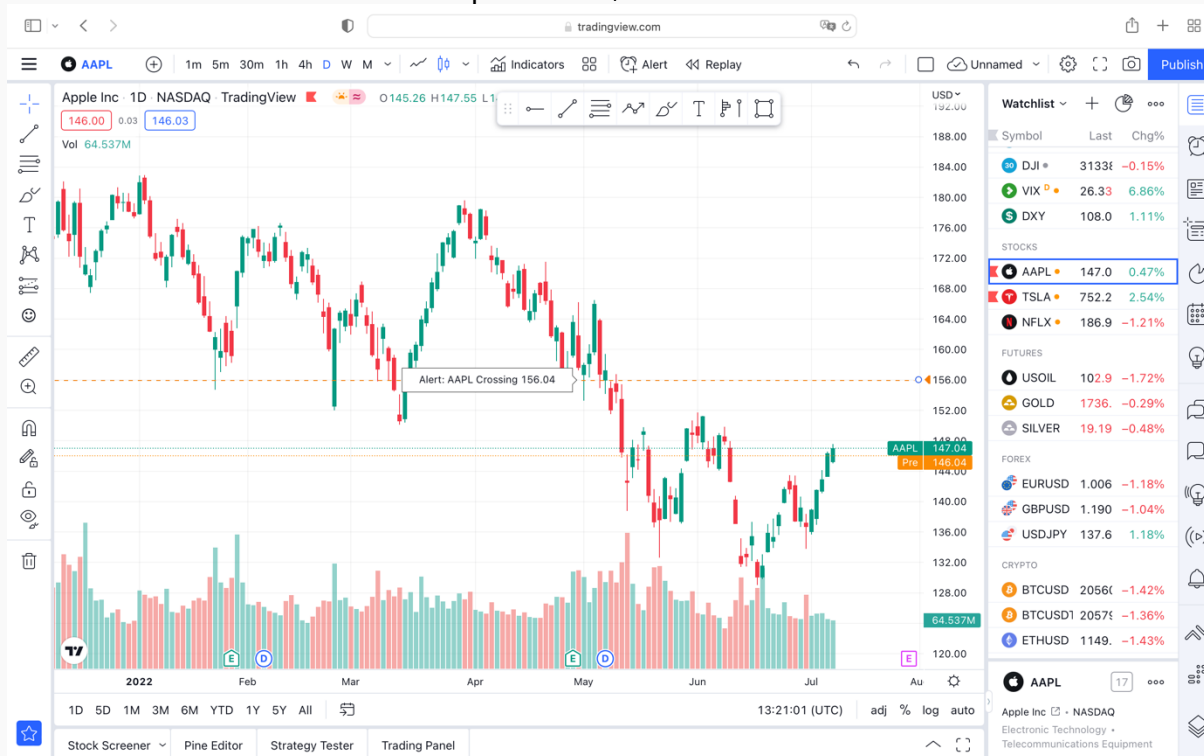 tradingview.com
AAPL
1m 5m 30m 1h 4h D W M
Indicators
Alert
Replay
Unnamed
Publish
Apple Inc · 1D · NASDAQ · TradingView
O145.26 H147.55
146.00 0.03 146.03
Vol 64.537M
T
T
USD
192.00
188.00
184.00
180.00
176.00
172.00
168.00
164.00
160.00
156.00
152.00
148.00
144.00
140.00
136.00
132.00
128.00
120.00
Alert: AAPL Crossing 156.04
AAPL 147.04
Pre 146.04
64.537M
E D E D E
2022 Feb Mar Apr May Jun Jul Au
1D 5D 1M 3M 6M YTD 1Y 5Y All
13:21:01 (UTC) adj % log auto
Stock Screener Pine Editor Strategy Tester Trading Panel
Watchlist
Symbol Last Chg%
30 DJI −0.15%
VIX D 26.33 6.86%
$ DXY 108.0 1.11%
STOCKS
AAPL 147.0 0.47%
TSLA 752.2 2.54%
NFLX 186.9 −1.21%
FUTURES
USOIL 102.9 −1.72%
GOLD 1736. −0.29%
SILVER 19.19 −0.48%
FOREX
EURUSD 1.006 −1.18%
GBPUSD 1.190 −1.04%
USDJPY 137.6 1.18%
CRYPTO
BTCUSD 2056 −1.42%
BTCUSDT 2057 −1.36%
ETHUSD 1149. −1.43%
AAPL 17
Apple Inc · NASDAQ
Electronic Technology •
Telecommunications Equipment